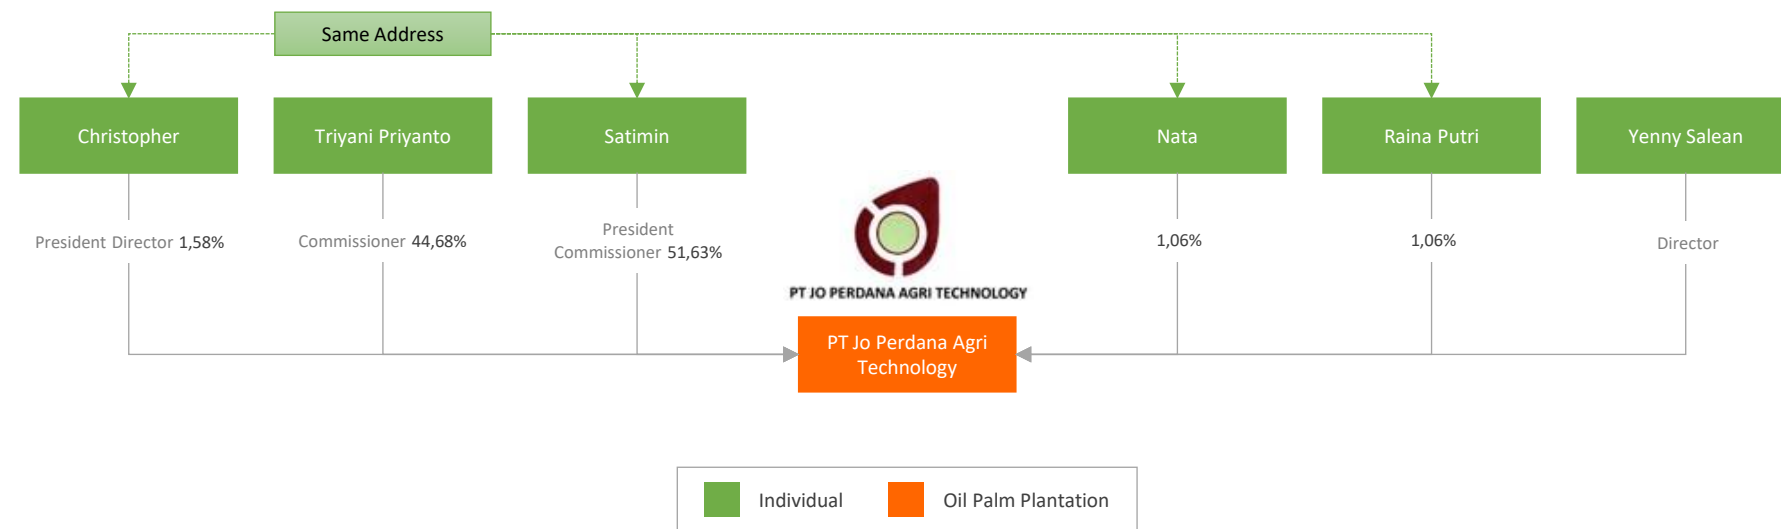 Same Address
Christopher
Triyani Priyanto
Satimin
Nata
Raina Putri
Yenny Salean
President Director 1,58%
Commissioner 44,68%
President
Commissioner 51,63%
1,06%
1,06%
Director
PT JO PERDANA AGRI TECHNOLOGY
PT Jo Perdana Agri
Technology
Individual
Oil Palm Plantation